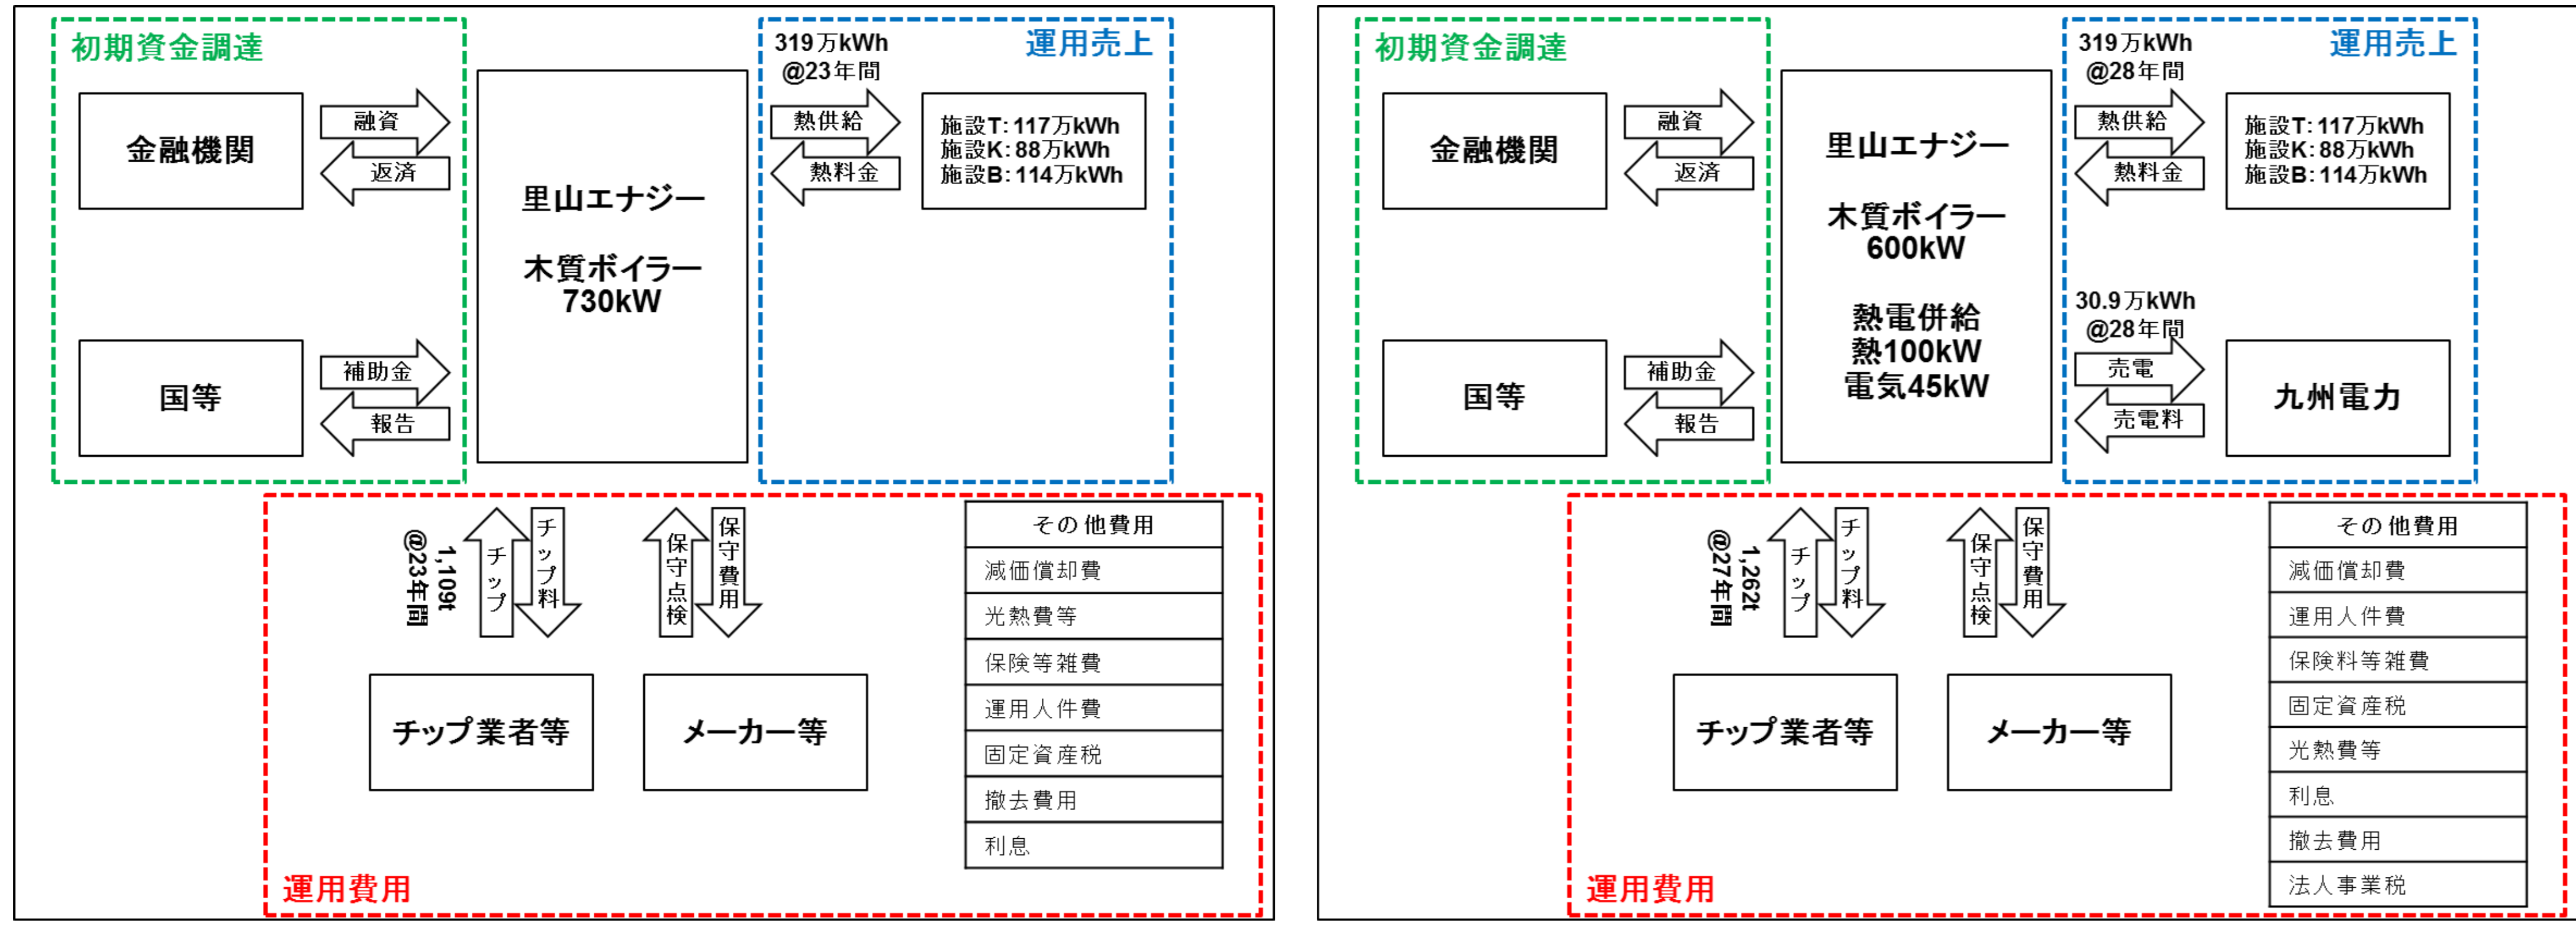 初期資金調達
金融機関
融資
返済
国等
補助金
報告
里山エナジー
木質ボイラー
730kW
運用売上
319万kWh
@23年間
熱供給
熱料金
施設T:117万kWh
施設K:88万kWh
施設B:114万kWh
1,109t
@23年間
チップ
チップ料
保守点検
保守費用
チップ業者等
メーカー等
その他費用
減価償却費
光熱費等
保険等雑費
運用人件費
固定資産税
撤去費用
利息
運用費用
初期資金調達
金融機関
融資
返済
国等
補助金
報告
里山エナジー
木質ボイラー
600kW
熱電併給
熱100kW
電気45kW
運用売上
319万kWh
@28年間
熱供給
熱料金
施設T:117万kWh
施設K:88万kWh
施設B:114万kWh
30.9万kWh
@28年間
売電
売電料
九州電力
1,262t
@27年間
チップ
チップ料
保守点検
保守費用
チップ業者等
メーカー等
その他費用
減価償却費
運用人件費
保険料等雑費
固定資産税
光熱費等
利息
撤去費用
法人事業税
運用費用